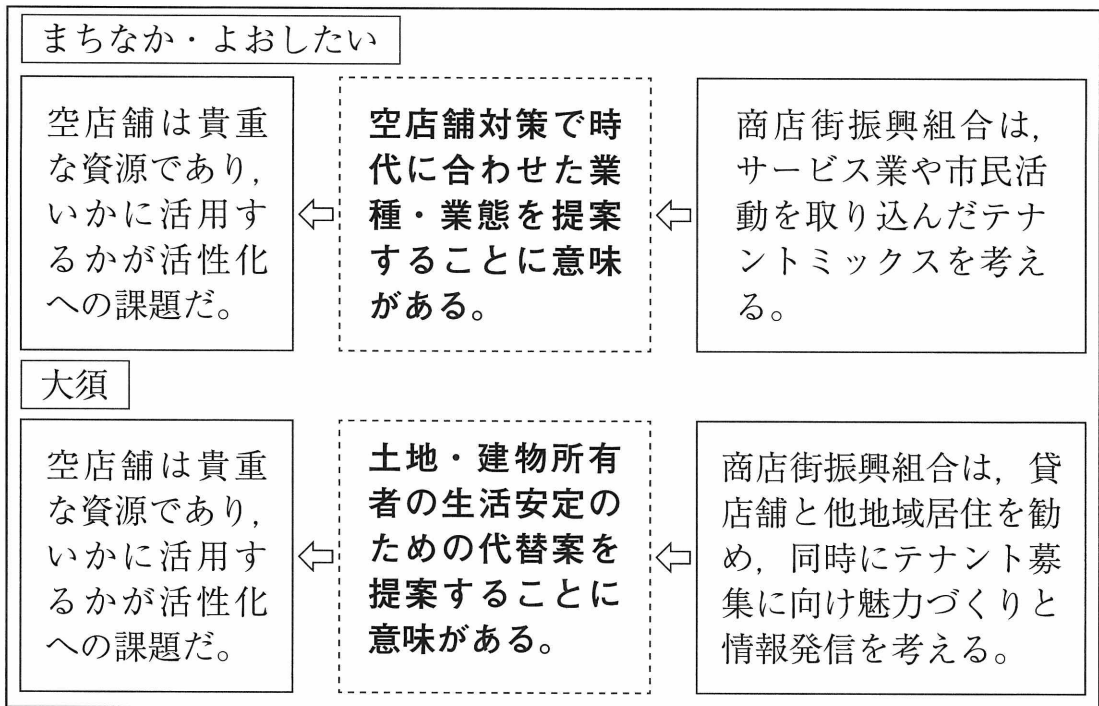 まちなか・よおしたい
空店舗は貴重
な資源であり，
いかに活用す
るかが活性化
への課題だ。
空店舗対策で時
代に合わせた業
種・業態を提案
することに意味
がある。
商店街振興組合は，
サービス業や市民活
動を取り込んだテナ
ントミックスを考え
る。
大須
空店舗は貴重
な資源であり，
いかに活用す
るかが活性化
への課題だ。
土地・建物所有
者の生活安定の
ための代替案を
提案することに
意味がある。
商店街振興組合は，貸
店舗と他地域居住を勧
め，同時にテナント募
集に向け魅力づくりと
情報発信を考える。